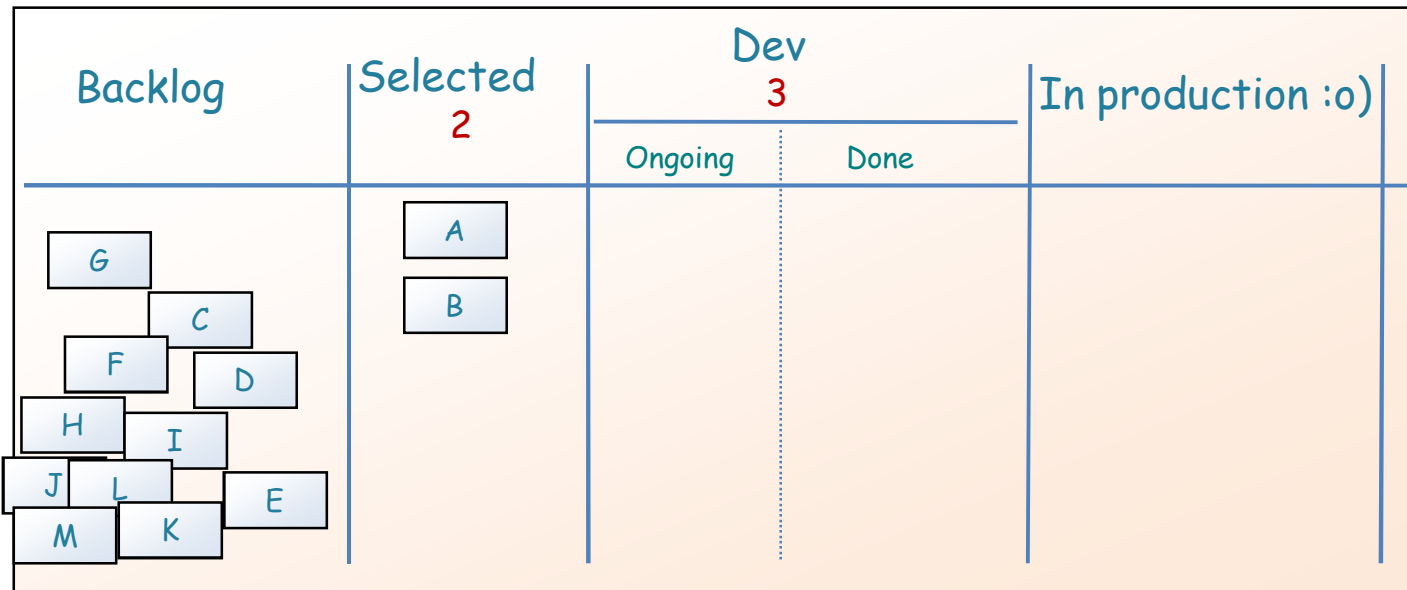 Backlog
Selected
2
Dev
3
Ongoing
Done
In production :o)
A
B
G
C
F
D
H
I
J
L
E
M
K